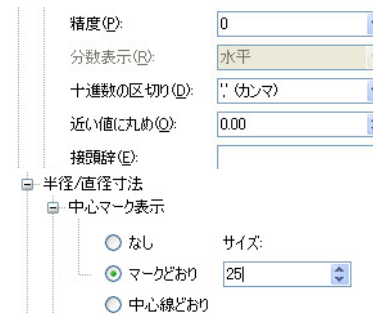 精度(P): 0
分数表示(R): 水平
十進数の区切り(D): ',' (カンマ)
近い値に丸め(O): 0.00
接頭辞(E):
半径/直径寸法
中心マーク表示
なし サイズ:
マークどおり 25
中心線どおり